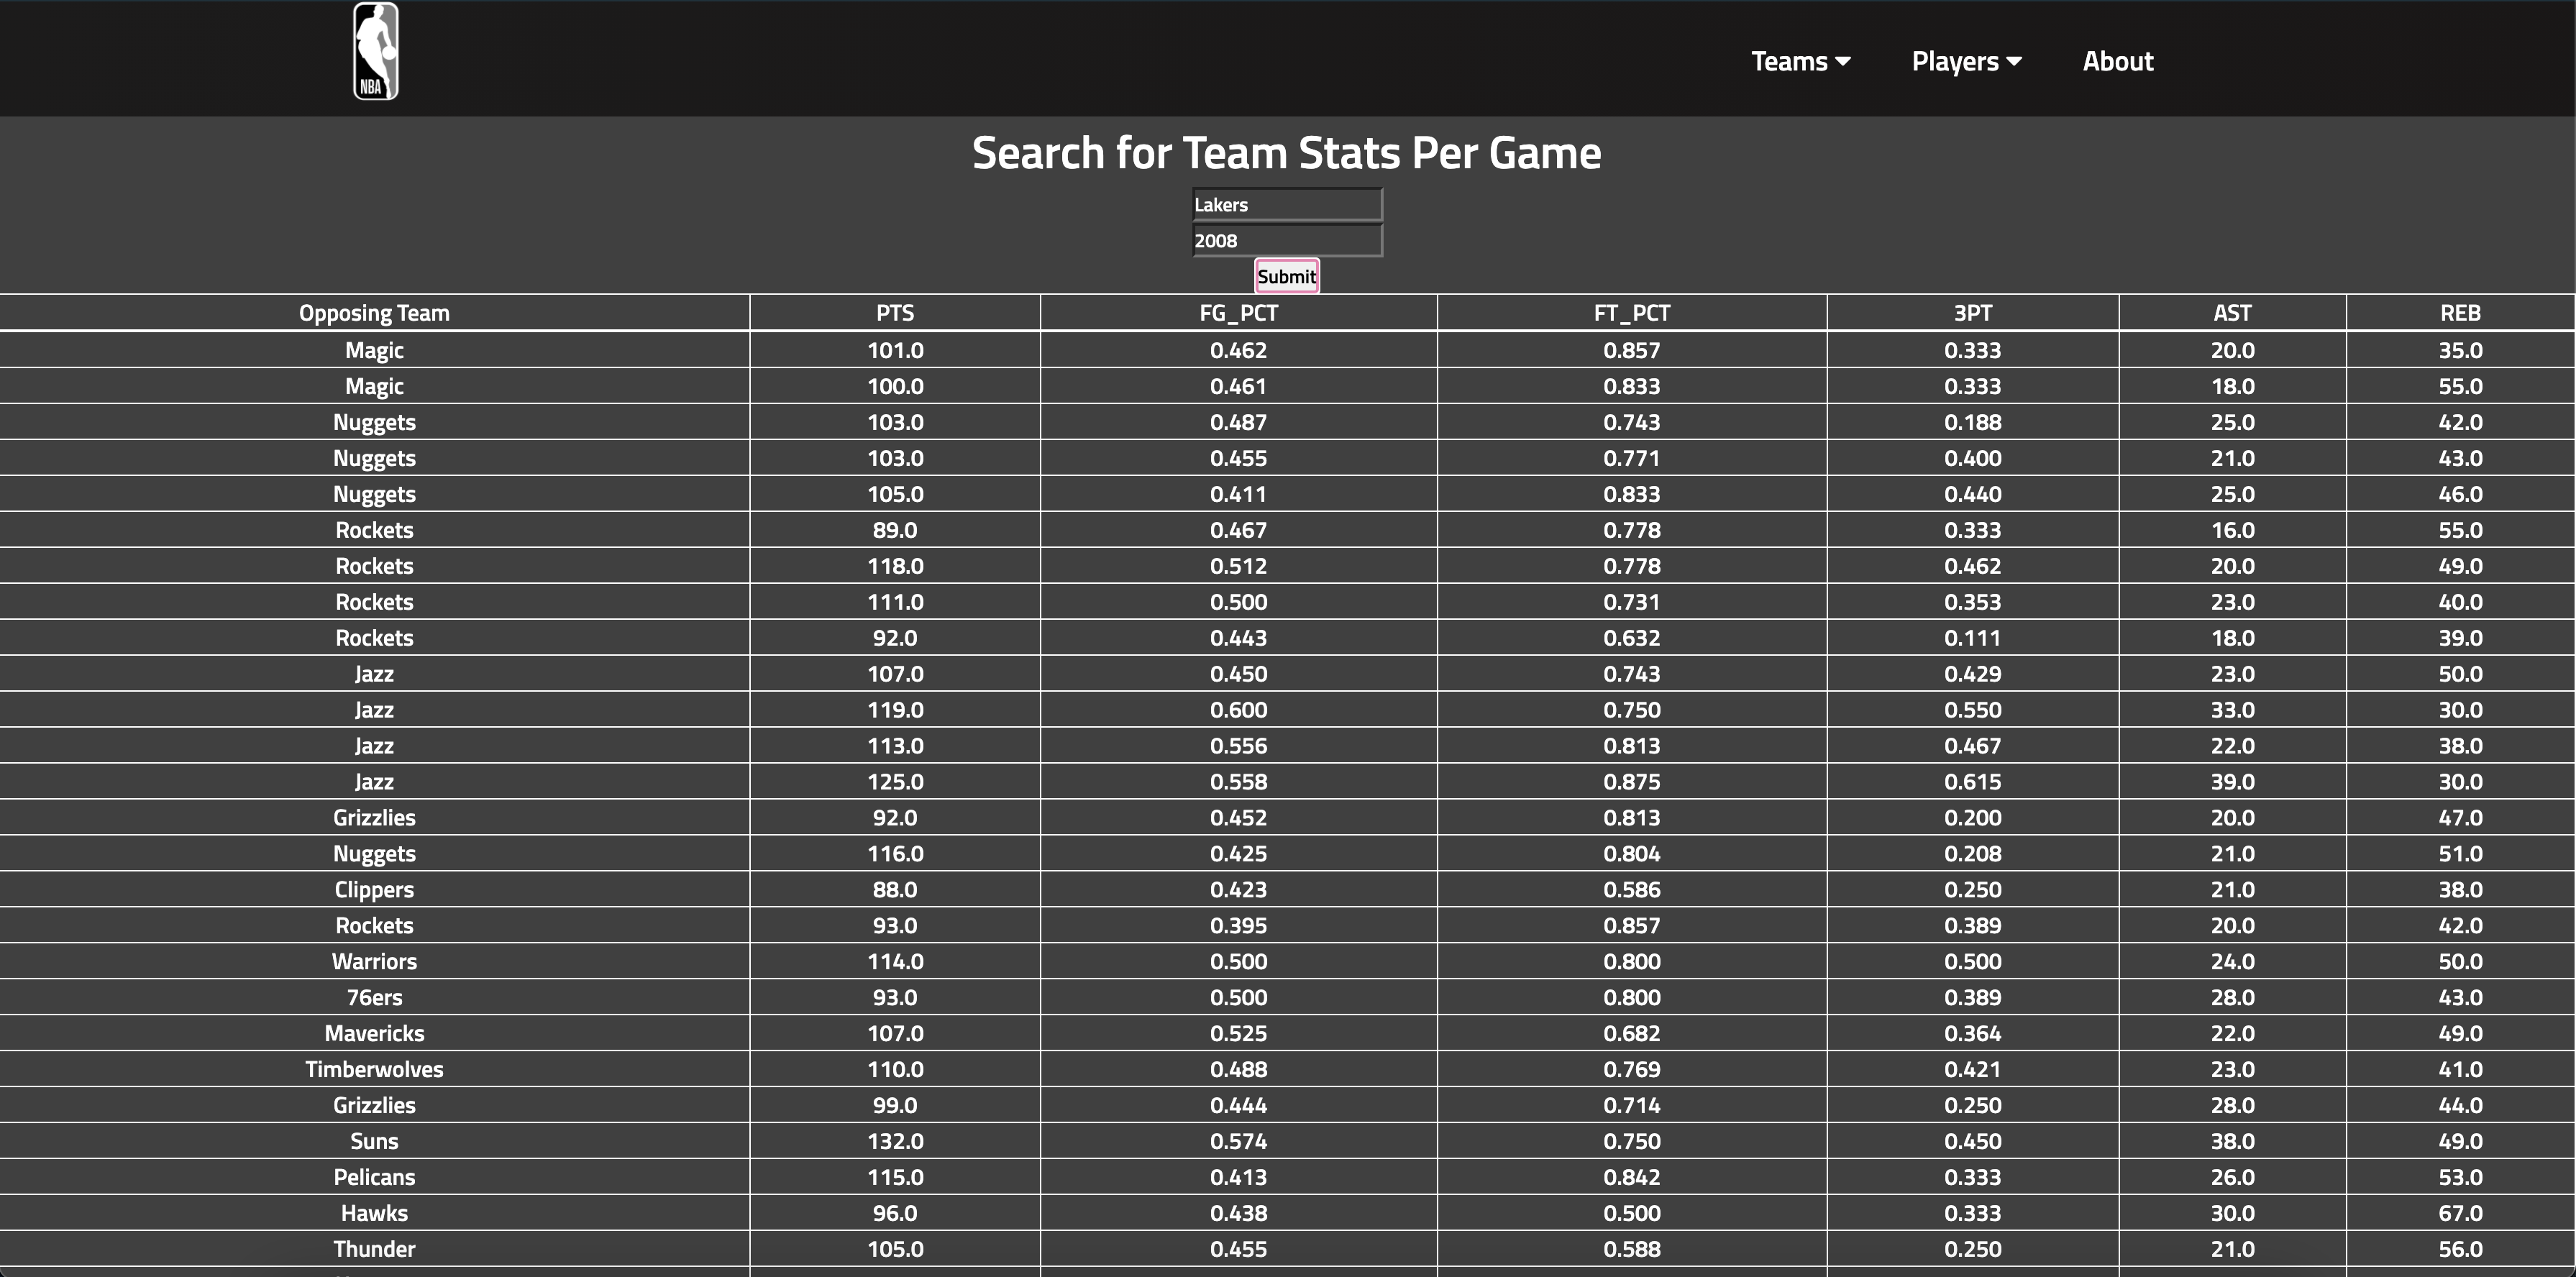 NBA
Teams Players About
Search for Team Stats Per Game
Lakers
2008
Submit
Opposing Team PTS FG_PCT FT_PCT 3PT AST REB
Magic 101.0 0.462 0.857 0.333 20.0 35.0
Magic 100.0 0.461 0.833 0.333 18.0 55.0
Nuggets 103.0 0.487 0.743 0.188 25.0 42.0
Nuggets 103.0 0.455 0.771 0.400 21.0 43.0
Nuggets 105.0 0.411 0.833 0.440 25.0 46.0
Rockets 89.0 0.467 0.778 0.333 16.0 55.0
Rockets 118.0 0.512 0.778 0.462 20.0 49.0
Rockets 111.0 0.500 0.731 0.353 23.0 40.0
Rockets 92.0 0.443 0.632 0.111 18.0 39.0
Jazz 107.0 0.450 0.743 0.429 23.0 50.0
Jazz 119.0 0.600 0.750 0.550 33.0 30.0
Jazz 113.0 0.556 0.813 0.467 22.0 38.0
Jazz 125.0 0.558 0.875 0.615 39.0 30.0
Grizzlies 92.0 0.452 0.813 0.200 20.0 47.0
Nuggets 116.0 0.425 0.804 0.208 21.0 51.0
Clippers 88.0 0.423 0.586 0.250 21.0 38.0
Rockets 93.0 0.395 0.857 0.389 20.0 42.0
Warriors 114.0 0.500 0.800 0.500 24.0 50.0
76ers 93.0 0.500 0.800 0.389 28.0 43.0
Mavericks 107.0 0.525 0.682 0.364 22.0 49.0
Timberwolves 110.0 0.488 0.769 0.421 23.0 41.0
Grizzlies 99.0 0.444 0.714 0.250 28.0 44.0
Suns 132.0 0.574 0.750 0.450 38.0 49.0
Pelicans 115.0 0.413 0.842 0.333 26.0 53.0
Hawks 96.0 0.438 0.500 0.333 30.0 67.0
Thunder 105.0 0.455 0.588 0.250 21.0 56.0